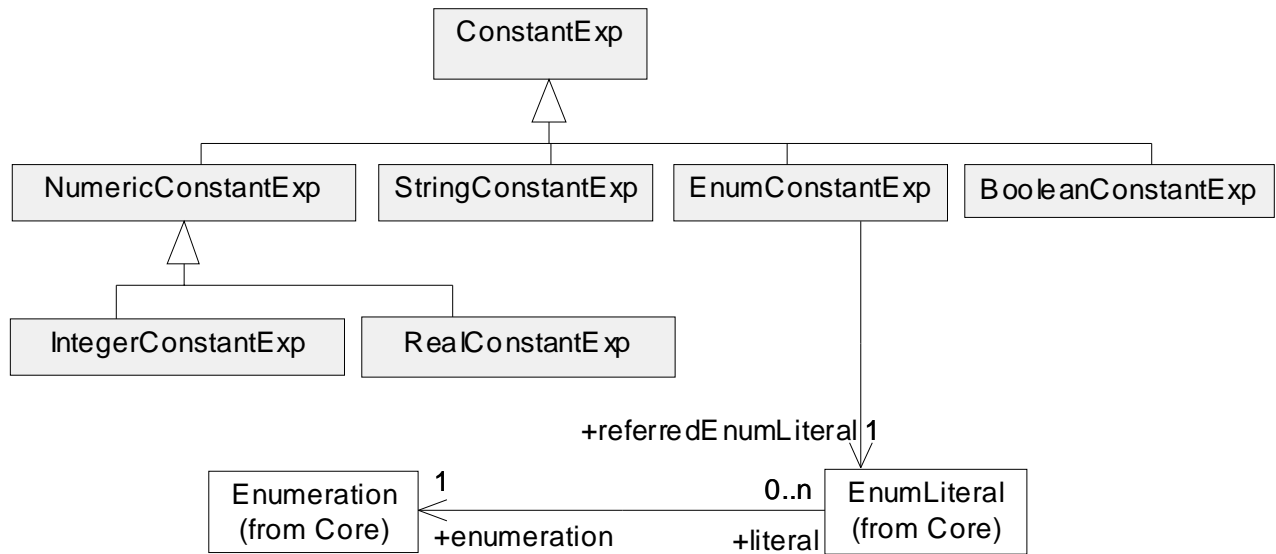 ConstantExp
NumericConstantExp
StringConstantExp
EnumConstantExp
BooleanConstantExp
IntegerConstantExp
RealConstantExp
+referredEnumLiteral 1
Enumeration
(from Core)
1
+enumeration
0..n
+literal
EnumLiteral
(from Core)